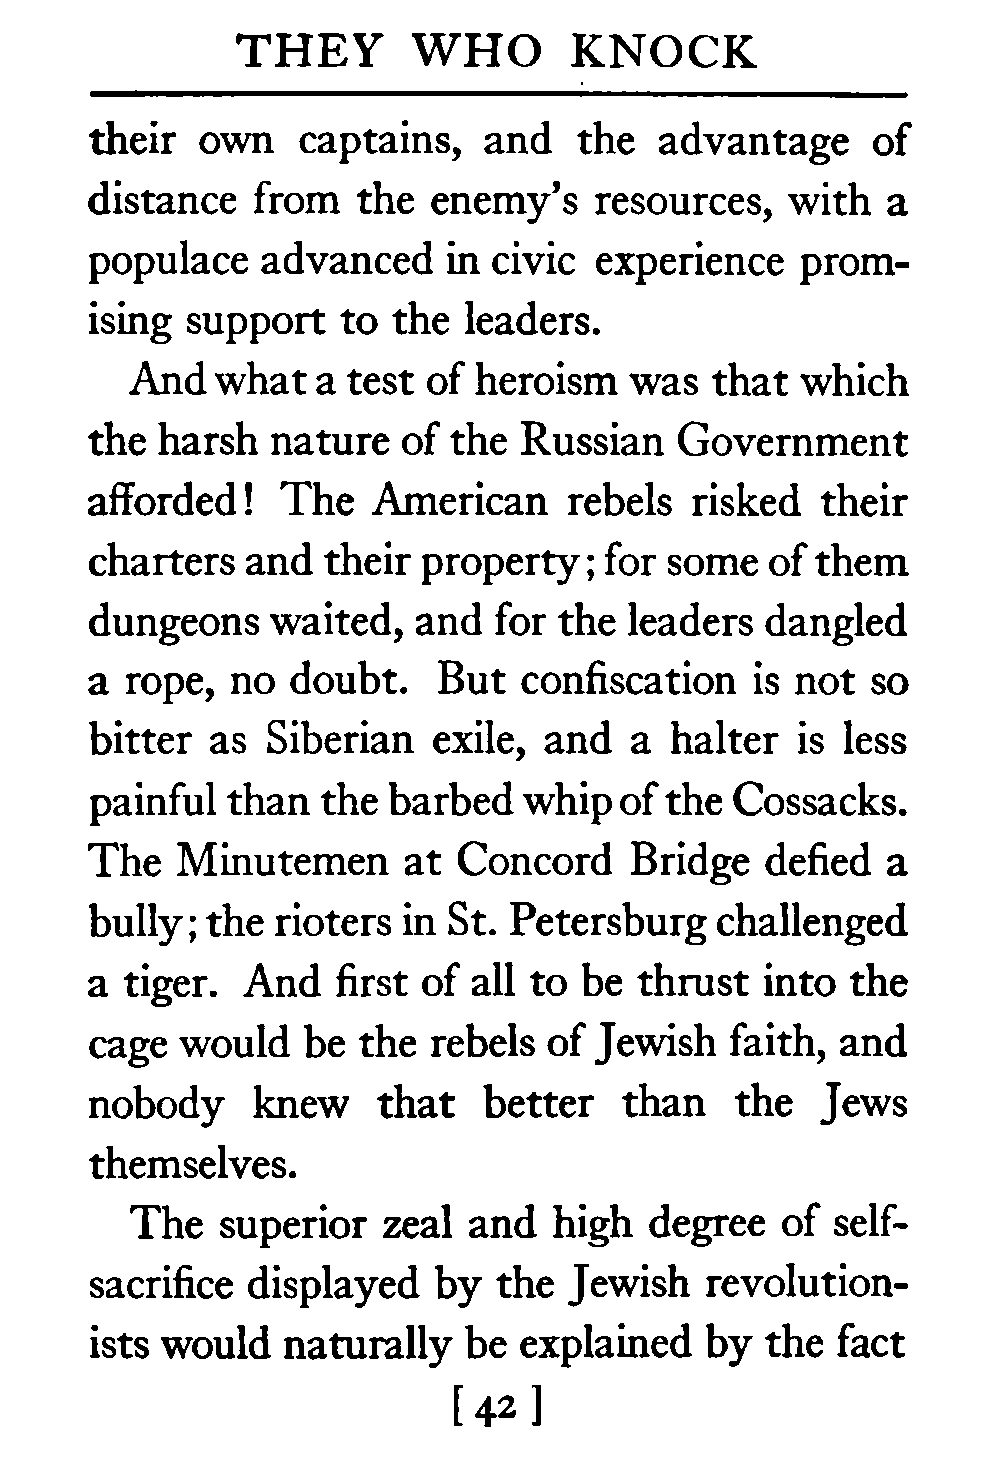 THEY WHO KNOCK
their own captains, and the advantage of
distance from the enemy's resources, with a
populace advanced in civic experience prom-
ising support to the leaders.
And what a test of heroism was that which
the harsh nature of the Russian Government
afforded! The American rebels risked their
charters and their property; for some of them
dungeons waited, and for the leaders dangled
a rope, no doubt. But confiscation is not so
bitter as Siberian exile, and a halter is less
painful than the barbed whip of the Cossacks.
The Minutemen at Concord Bridge defied a
bully; the rioters in St. Petersburg challenged
a tiger. And first of all to be thrust into the
cage would be the rebels of Jewish faith, and
nobody knew that better than the Jews
themselves.
The superior zeal and high degree of self-
sacrifice displayed by the Jewish revolution-
ists would naturally be explained by the fact
[ 42 ]